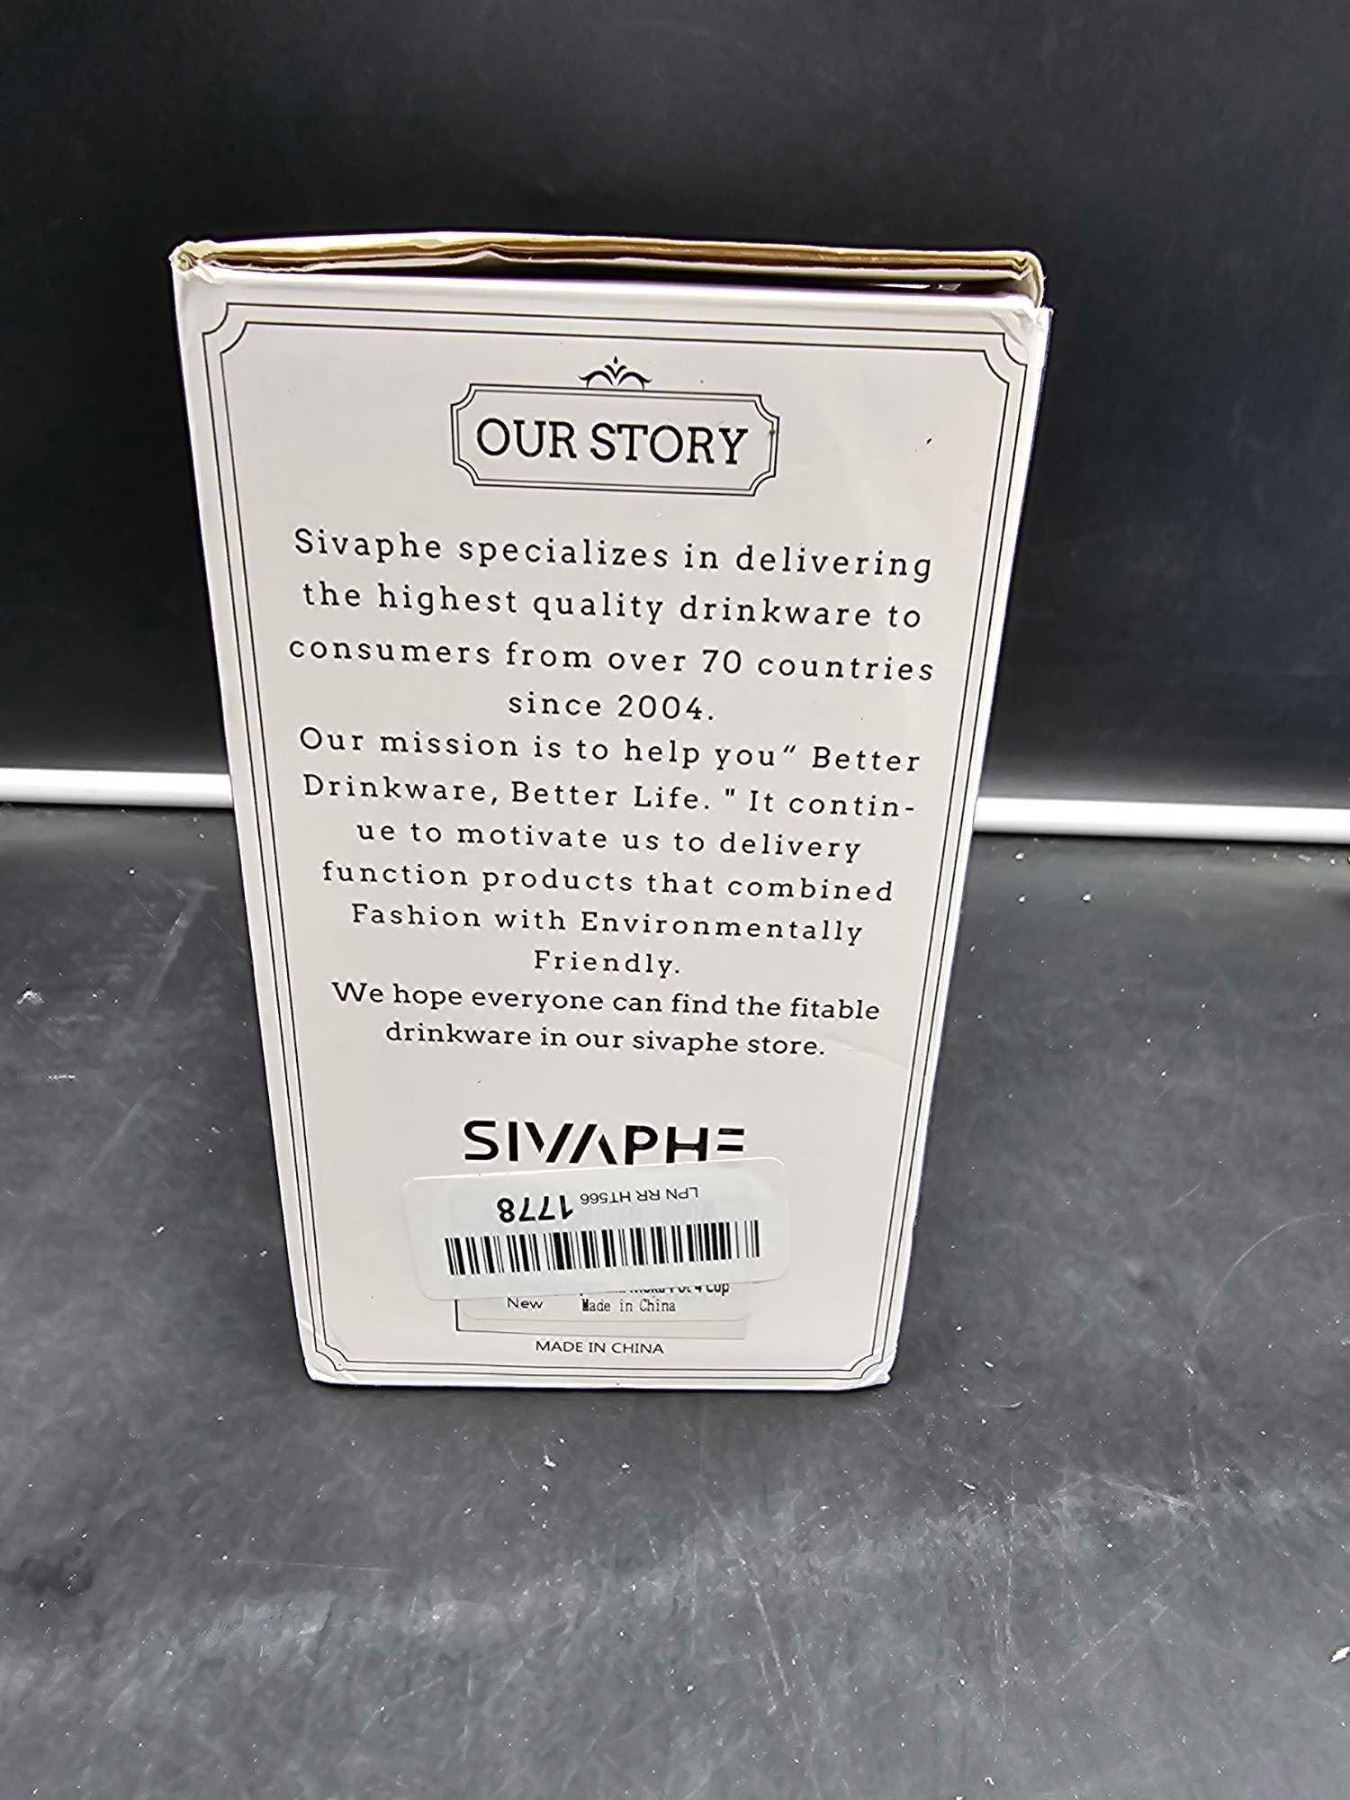 OUR STORY
Sivaphe specializes in delivering
the highest quality drinkware to
consumers from over 70 countries
since 2004.
Our mission is to help you“ Better
Drinkware, Better Life. " It contin-
ue to motivate us to delivery
function products that combined
Fashion with Environmentally
Friendly.
We hope everyone can find the fitable
drinkware in our sivaphe store.
SIVAPHE
LPN RR HT566 1778
Pot 4 Cup
New Made in China
MADE IN CHINA